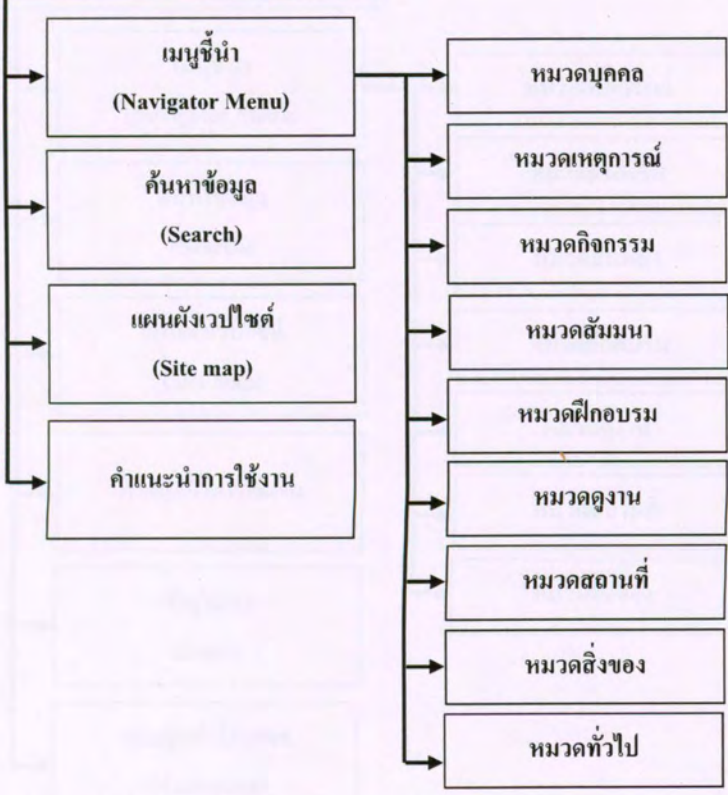 เมนูชี้นำ
(Navigator Menu)
ค้นหาข้อมูล
(Search)
แผนผังเวปไซต์
(Site map)
คำแนะนำการใช้งาน
หมวดบุคคล
หมวดเหตุการณ์
หมวดกิจกรรม
หมวดสัมมนา
หมวดฝึกอบรม
หมวดดูงาน
หมวดสถานที่
หมวดสิ่งของ
หมวดทั่วไป